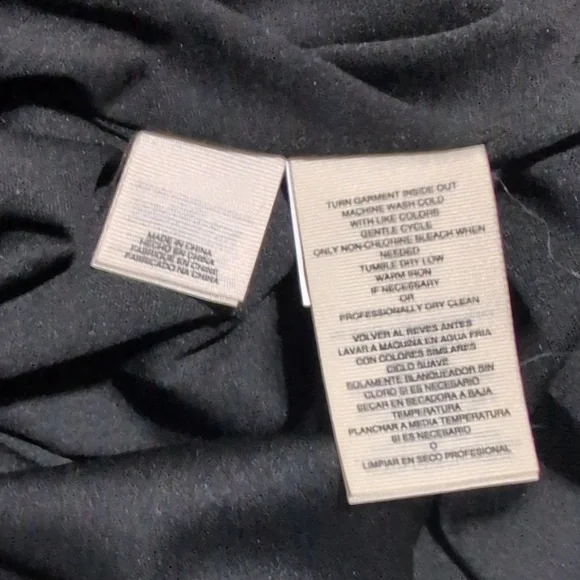 MADE IN CHINA
HECHO EN CHINA
FABRIQUE EN CHINE
FABRICADO NA CHINA
TURN GARMENT INSIDE OUT
MACHINE WASH COLD
WITH LIKE COLORS
GENTLE CYCLE
ONLY NON-CHLORINE BLEACH WHEN
NEEDED
TUMBLE DRY LOW
WARM IRON
IF NECESSARY
OR
PROFESSIONALLY DRY CLEAN
VOLVER AL REVES ANTES
LAVAR A MAQUINA EN AQUA FRIA
CON COLORES SIMILARES
CICLO SUAVE
SOLAMENTE BLANQUEADOR SIN
CLORO SI ES NECESARIO
SECAR EN SECADORA A BAJA
TEMPERATURA
PLANCHAR A MEDIA TEMPERATURA
SI ES NECESARIO
O
LIMPIAR EN SECO PROFESIONAL